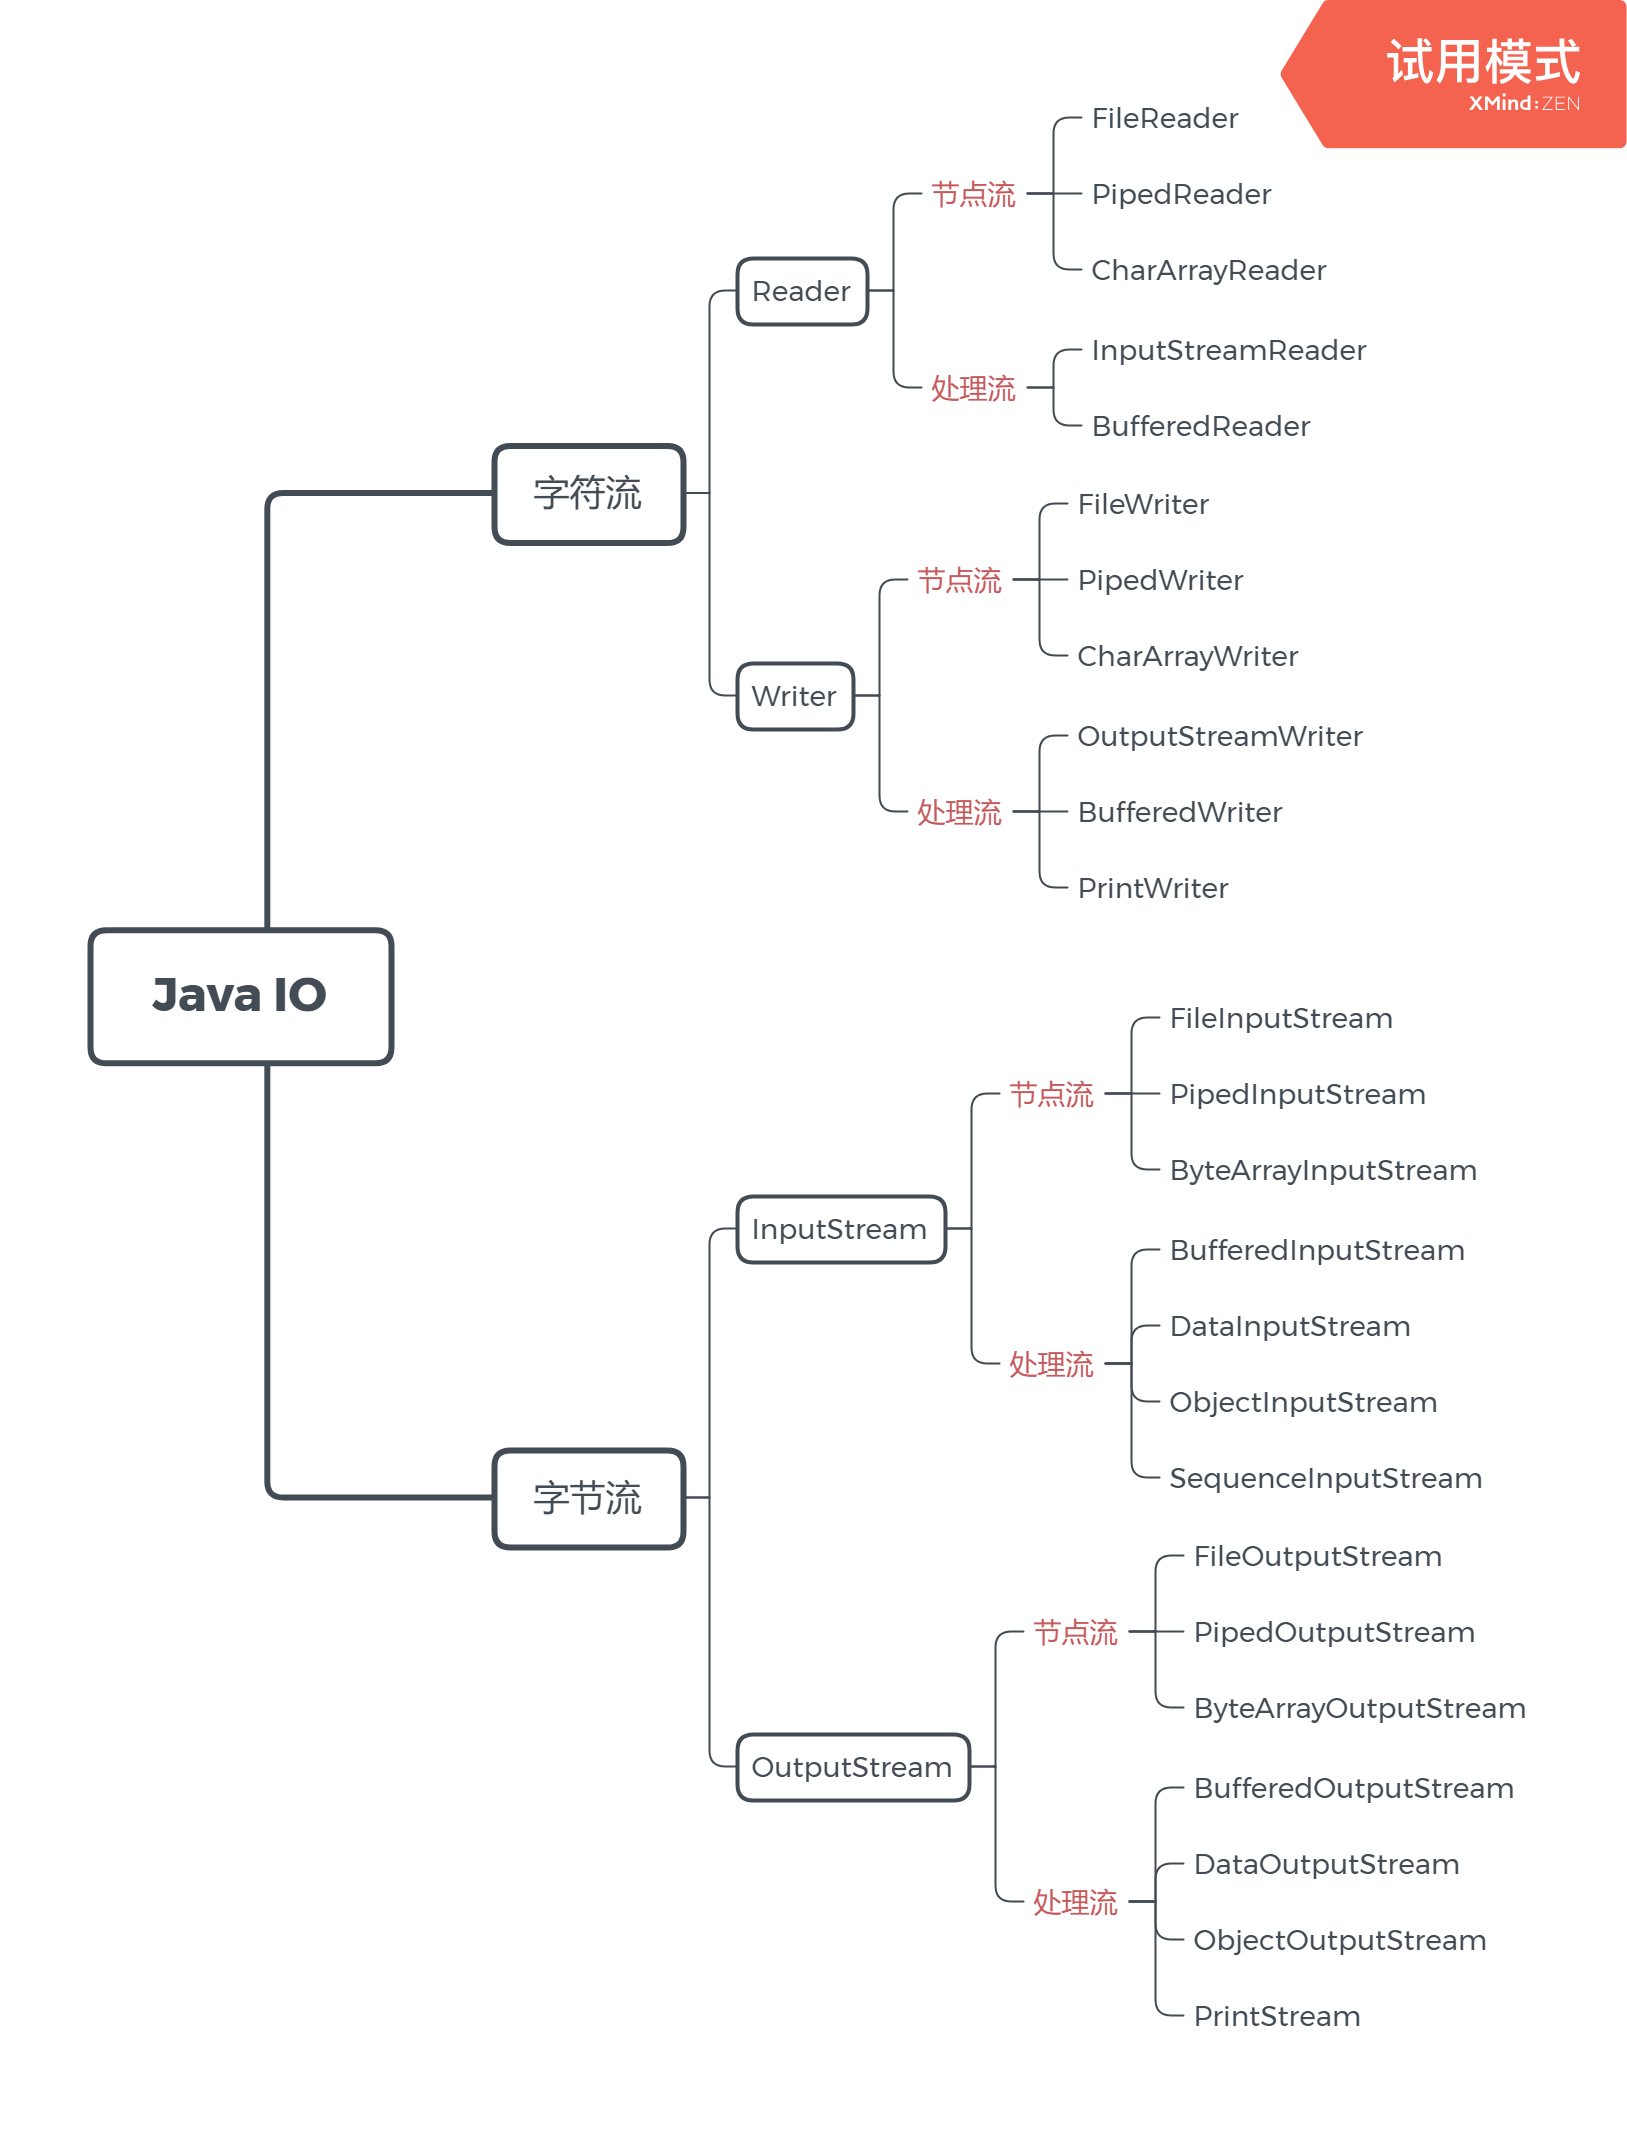 试用模式
XMind:ZEN
Java IO
字符流
Reader
节点流
FileReader
PipedReader
CharArrayReader
处理流
InputStreamReader
BufferedReader
Writer
节点流
FileWriter
PipedWriter
CharArrayWriter
处理流
OutputStreamWriter
BufferedWriter
PrintWriter
字节流
InputStream
节点流
FileInputStream
PipedInputStream
ByteArrayInputStream
处理流
BufferedInputStream
DataInputStream
ObjectInputStream
SequenceInputStream
OutputStream
节点流
FileOutputStream
PipedOutputStream
ByteArrayOutputStream
处理流
BufferedOutputStream
DataOutputStream
ObjectOutputStream
PrintStream